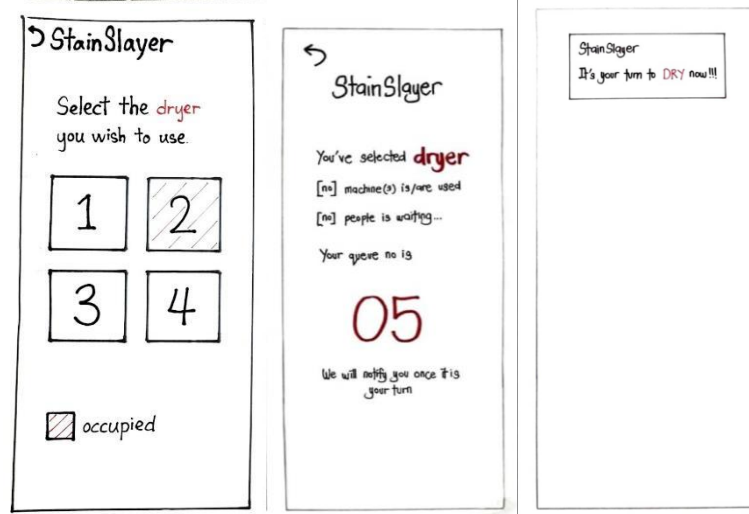 StainSlayer
Select the dryer
you wish to use.
1 2
3 4
occupied
StainSlayer
You've selected dryer
[no] machine(s) is/are used
[no] people is waiting...
Your queue no is
05
We will notify you once it is
your turn
StainSlayer
It's your turn to DRY now!!!